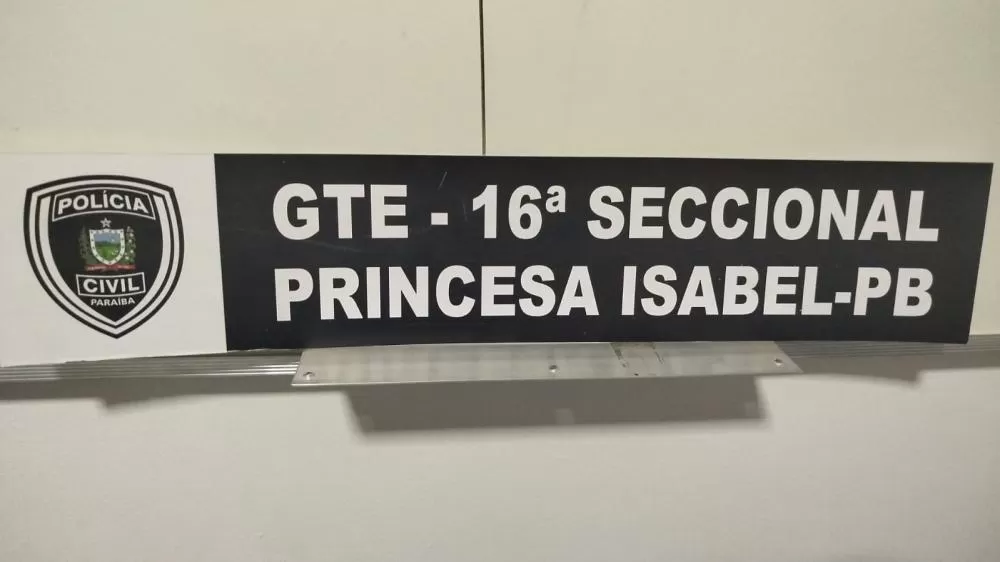 POLÍCIA
CIVIL
PARAÍBA
GTE - 16ª SECCIONAL
PRINCESA ISABEL-PB